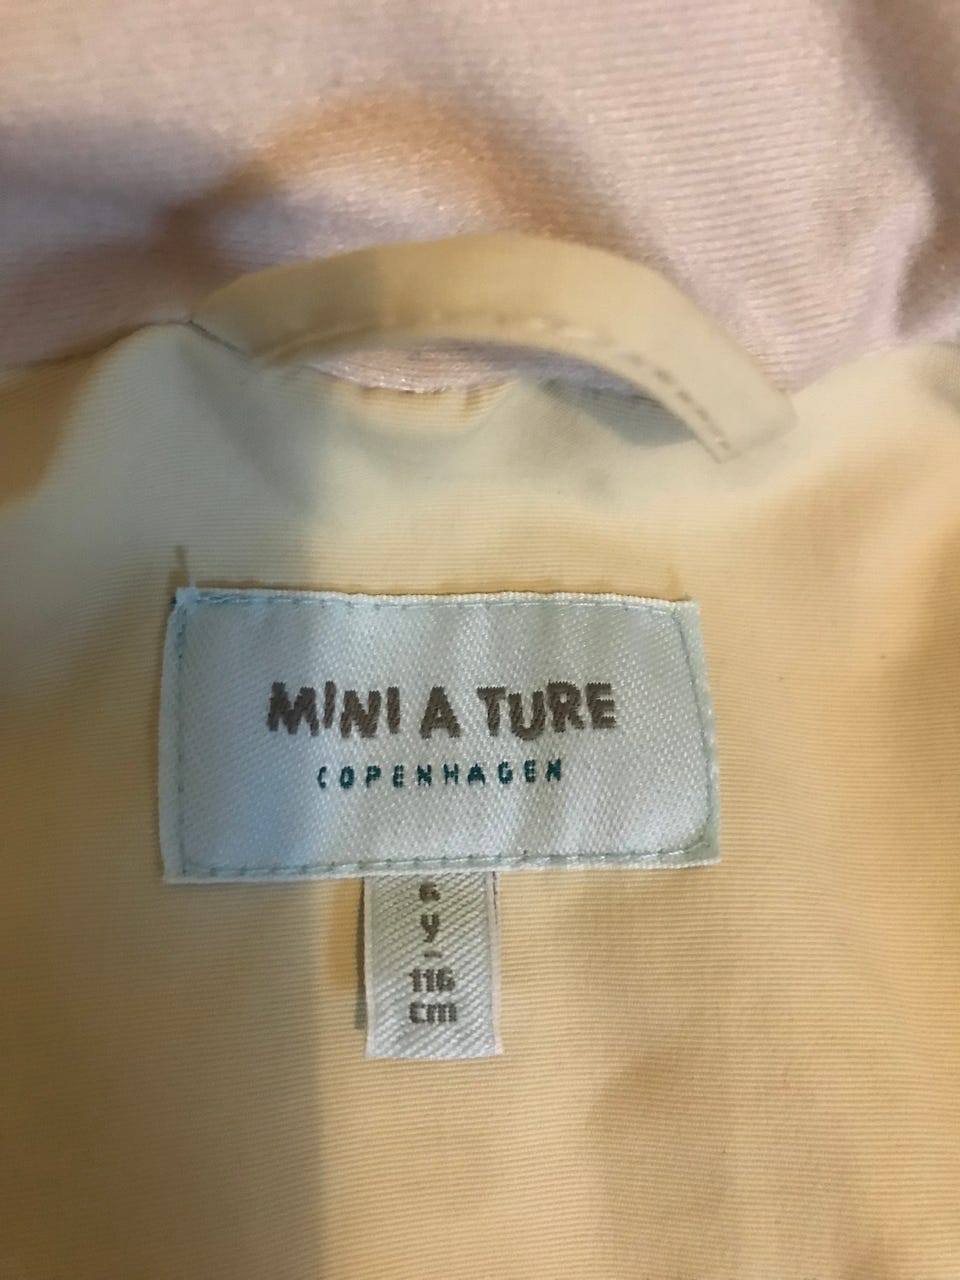 MINI A TURE
COPENHAGEN
6
y
-
116
cm